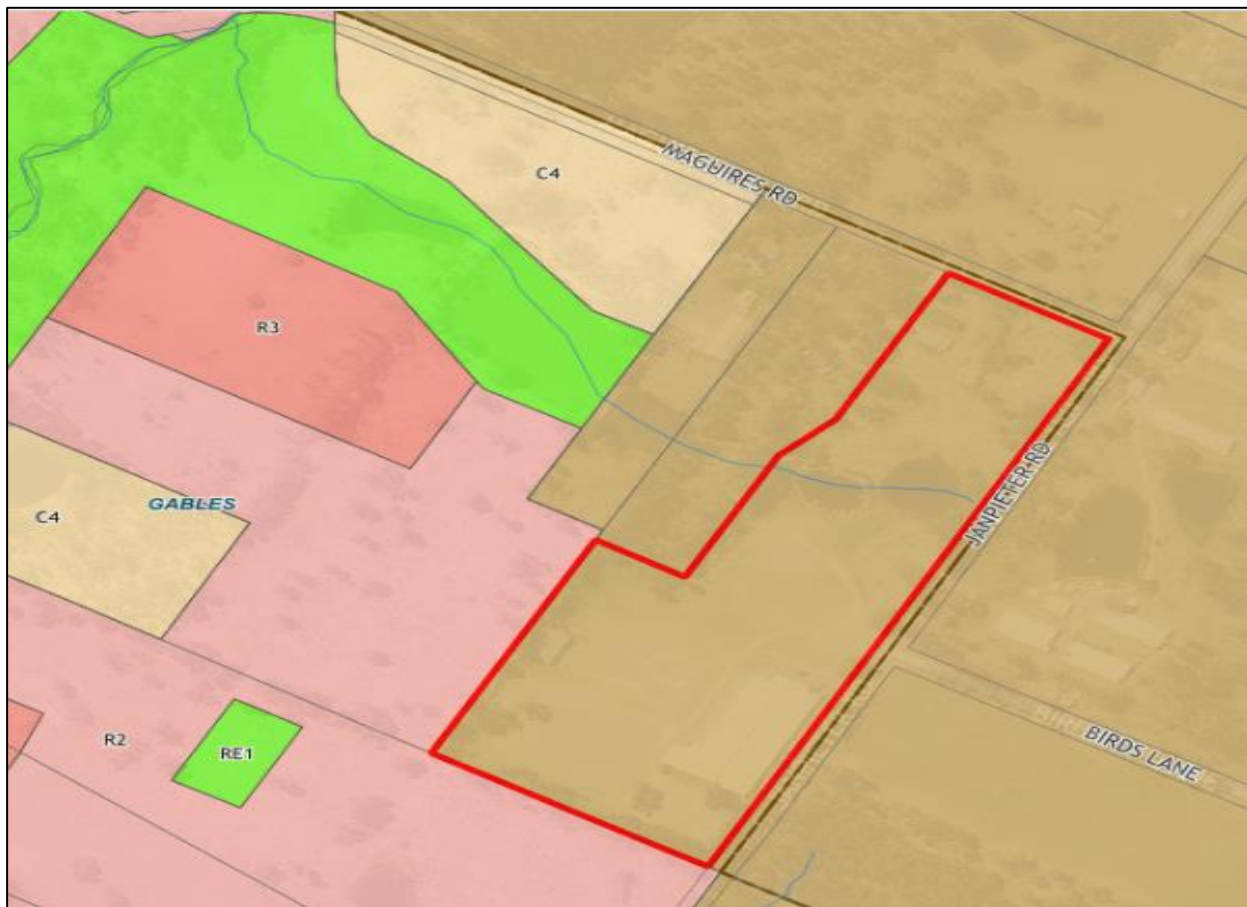 MAGUIRES RD
C4
R3
JANPIETER RD
GABLES
C4
R2
RE1
BIRDS LANE